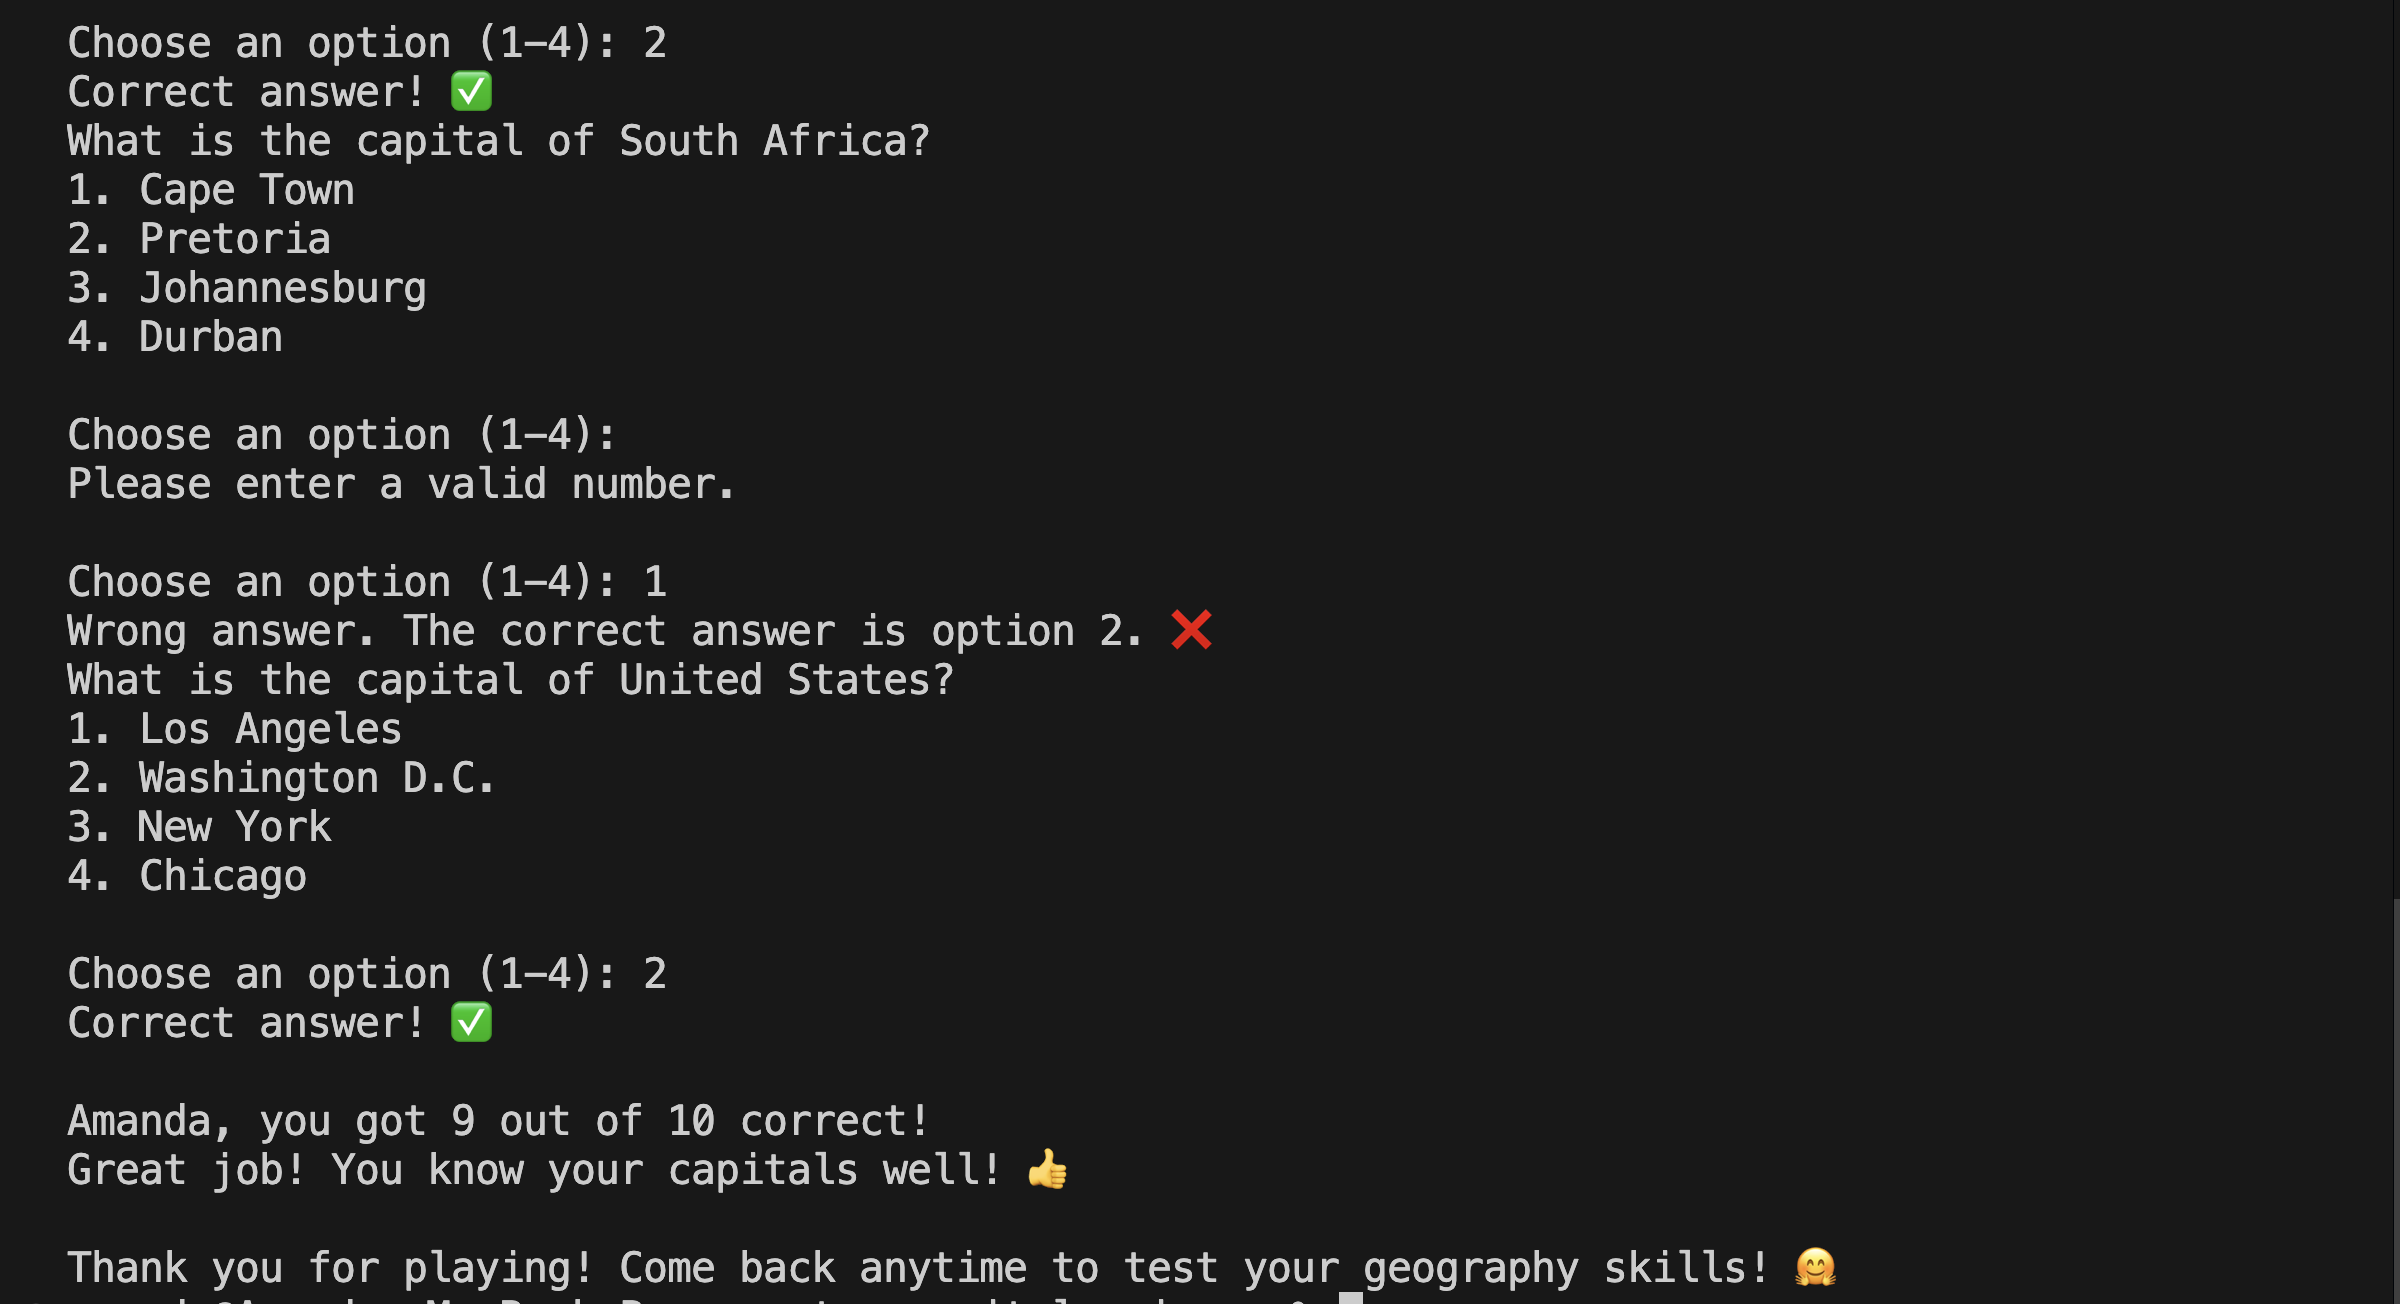 Choose an option (1–4): 2
Correct answer! ✅
What is the capital of South Africa?
1. Cape Town
2. Pretoria
3. Johannesburg
4. Durban
Choose an option (1–4):
Please enter a valid number.
Choose an option (1–4): 1
Wrong answer. The correct answer is option 2. ❌
What is the capital of United States?
1. Los Angeles
2. Washington D.C.
3. New York
4. Chicago
Choose an option (1–4): 2
Correct answer! ✅
Amanda, you got 9 out of 10 correct!
Great job! You know your capitals well! 👍
Thank you for playing! Come back anytime to test your geography skills! 🤗